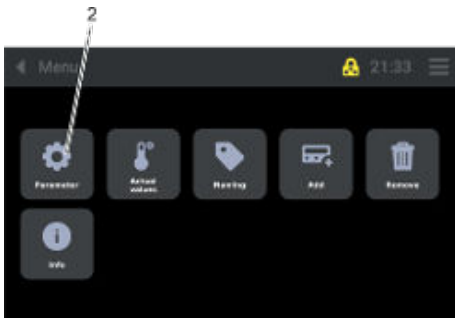 2
Menu
21:33
Parameter
Actual
values
Naming
Add
Remove
Info